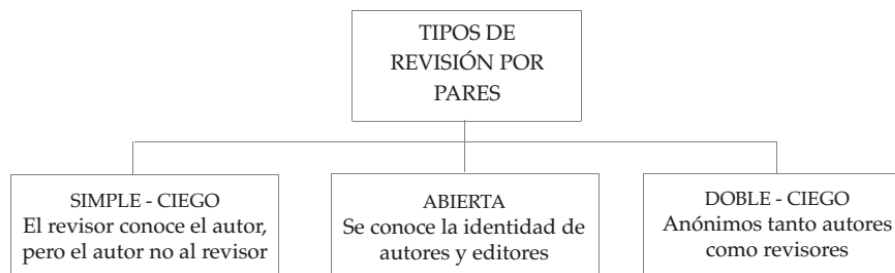 TIPOS DE
REVISIÓN POR
PARES
SIMPLE - CIEGO
El revisor conoce el autor,
pero el autor no al revisor
ABIERTA
Se conoce la identidad de
autores y editores
DOBLE - CIEGO
Anónimos tanto autores
como revisores